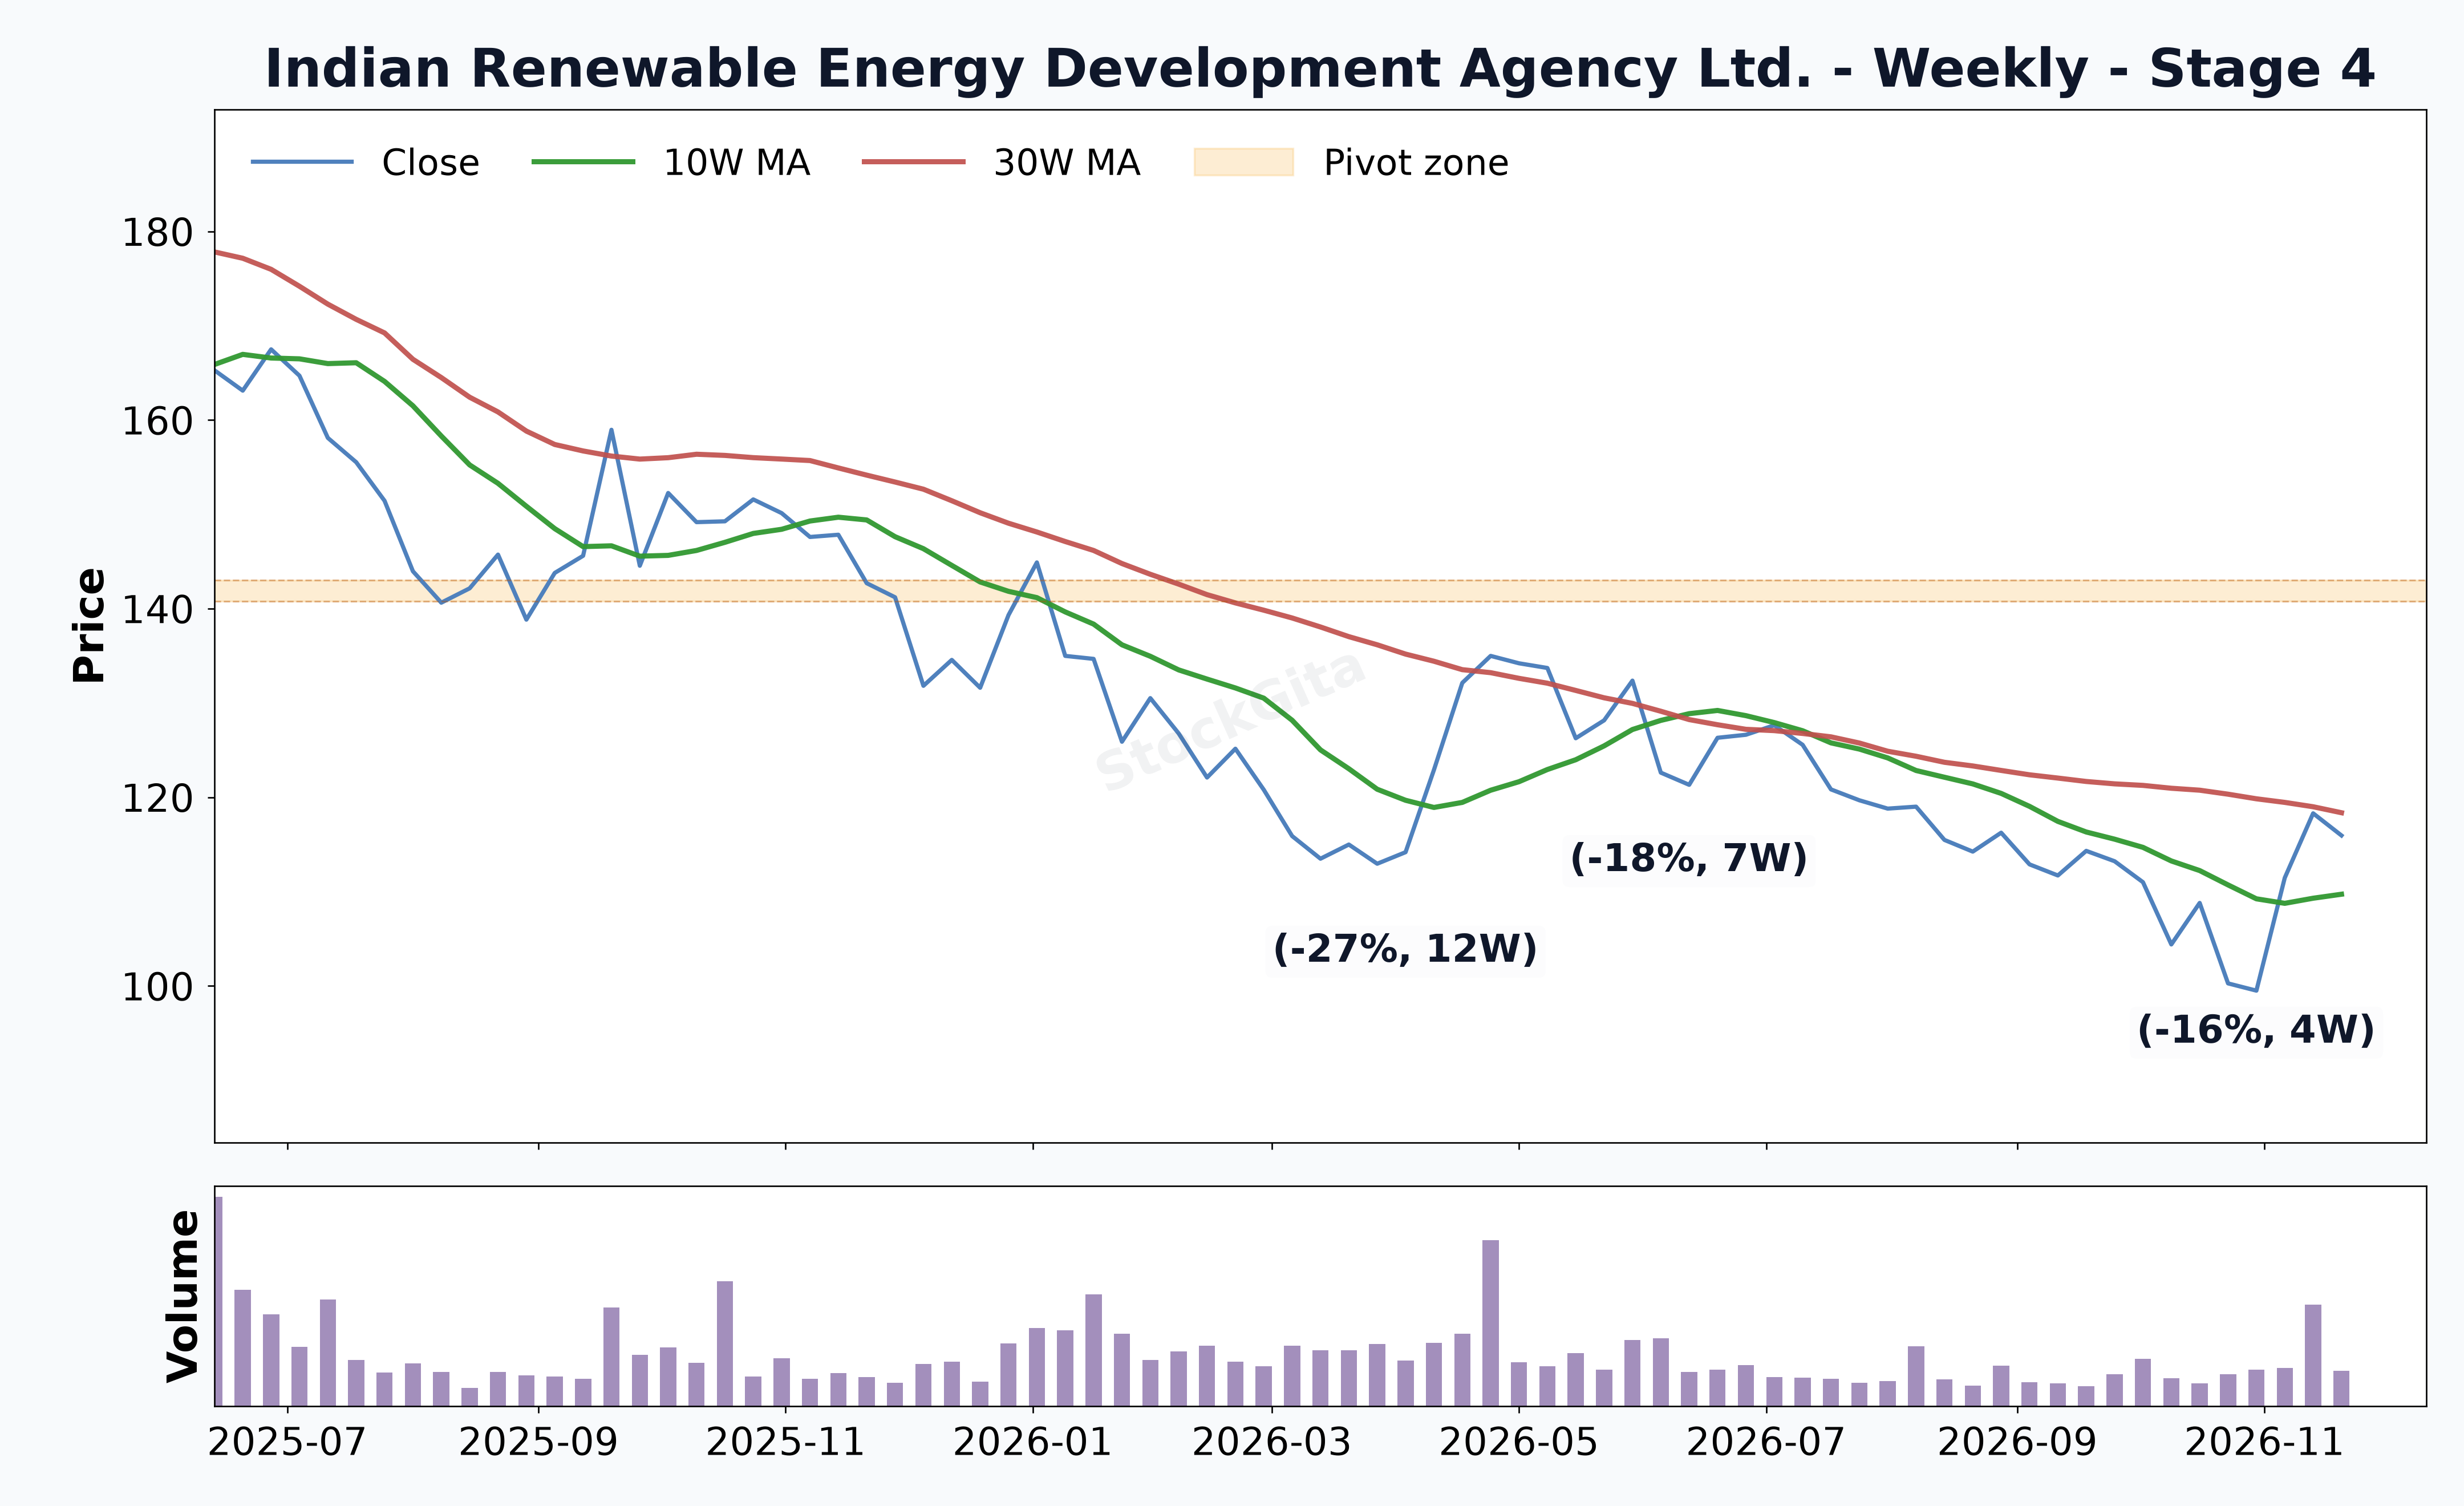 Indian Renewable Energy Development Agency Ltd. - Weekly - Stage 4
Close 10W MA 30W MA Pivot zone
180
160
140
120
100
Price
StockGita
(-18%, 7W)
(-27%, 12W)
(-16%, 4W)
Volume
2025-07 2025-09 2025-11 2026-01 2026-03 2026-05 2026-07 2026-09 2026-11